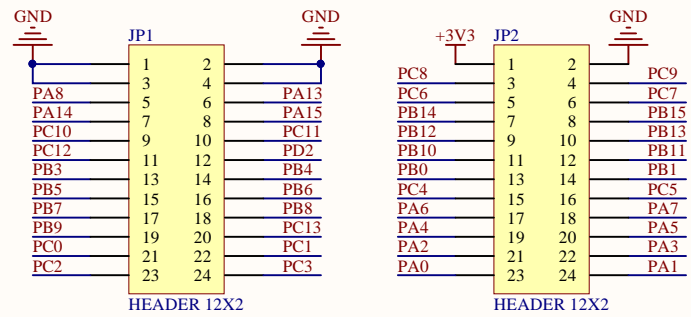 GND GND GND
JP1 +3V3 JP2
1 2 1 2
3 4 PC8 3 4 PC9
PA8 5 6 PA13 PC6 5 6 PC7
PA14 7 8 PA15 PB14 7 8 PB15
PC10 9 10 PC11 PB12 9 10 PB13
PC12 11 12 PD2 PB10 11 12 PB11
PB3 13 14 PB4 PB0 13 14 PB1
PB5 15 16 PB6 PC4 15 16 PC5
PB7 17 18 PB8 PA6 17 18 PA7
PB9 19 20 PC13 PA4 19 20 PA5
PC0 21 22 PC1 PA2 21 22 PA3
PC2 23 24 PC3 PA0 23 24 PA1
HEADER 12X2 HEADER 12X2